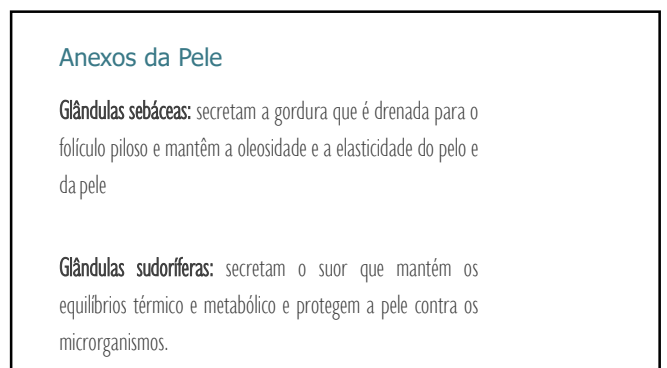 Anexos da Pele
Glândulas sebáceas: secretam a gordura que é drenada para o
folículo piloso e mantêm a oleosidade e a elasticidade do pelo e
da pele
Glândulas sudoríferas: secretam o suor que mantém os
equilíbrios térmico e metabólico e protegem a pele contra os
microrganismos.